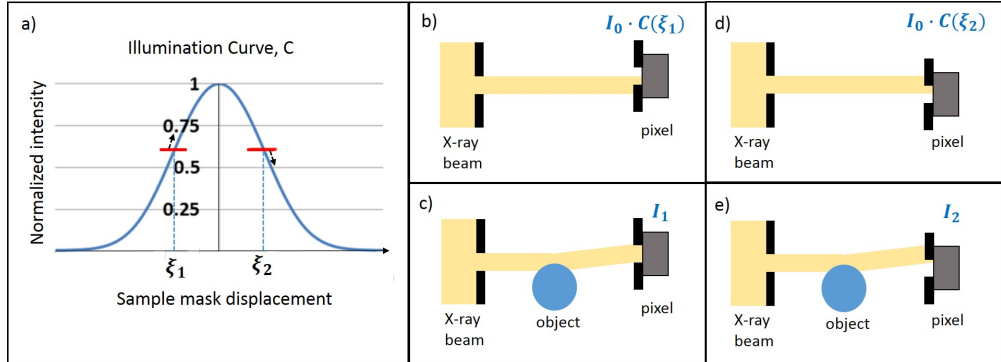 a)
Illumination Curve, C
Normalized intensity
1
0.75
0.5
0.25
ξ1
ξ2
Sample mask displacement
b)
I0 · C(ξ1)
X-ray
beam
pixel
c)
I1
X-ray
beam
object
pixel
d)
I0 · C(ξ2)
X-ray
beam
pixel
e)
I2
X-ray
beam
object
pixel